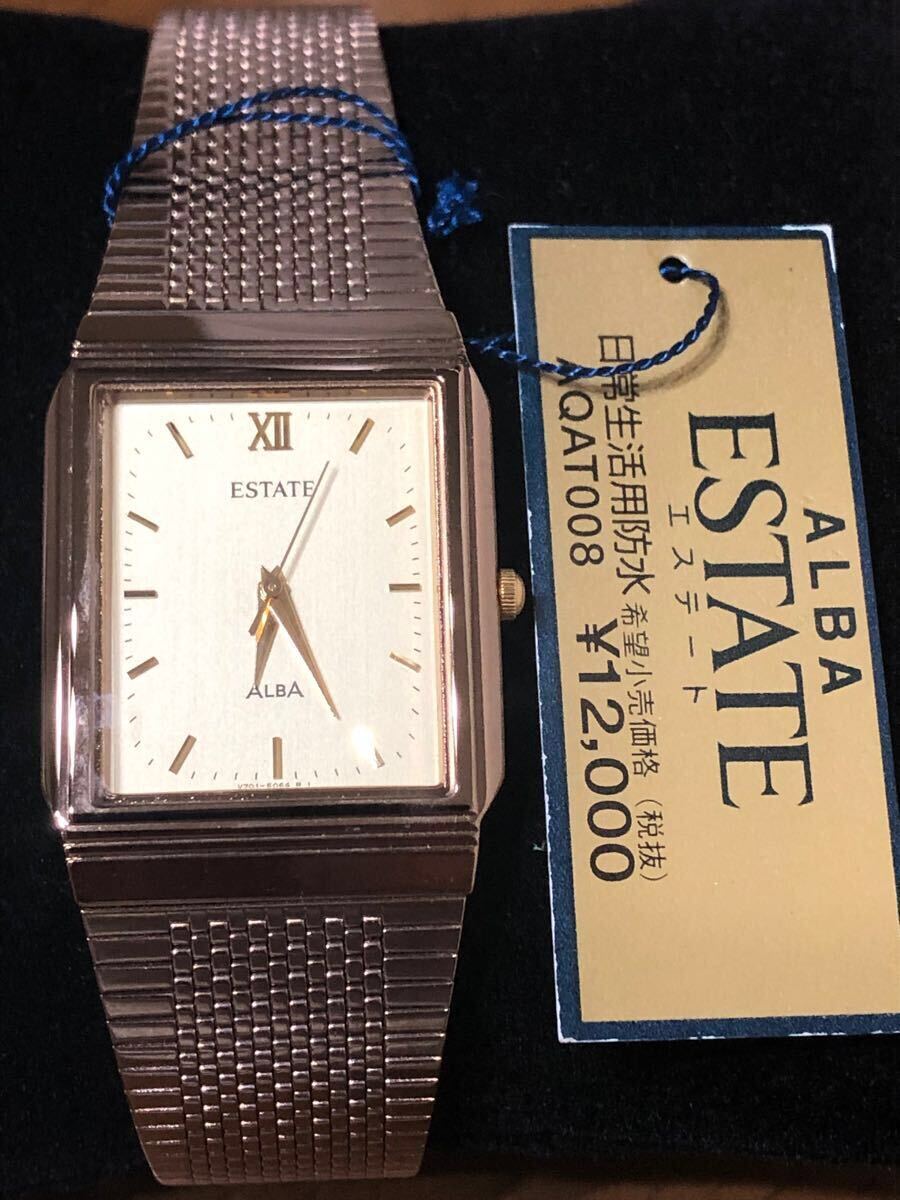 XII
ESTATE
ALBA
ALBA
ESTATE
エステート
日常生活用防水 希望小売価格(税抜)
AQAT008 ¥12,000